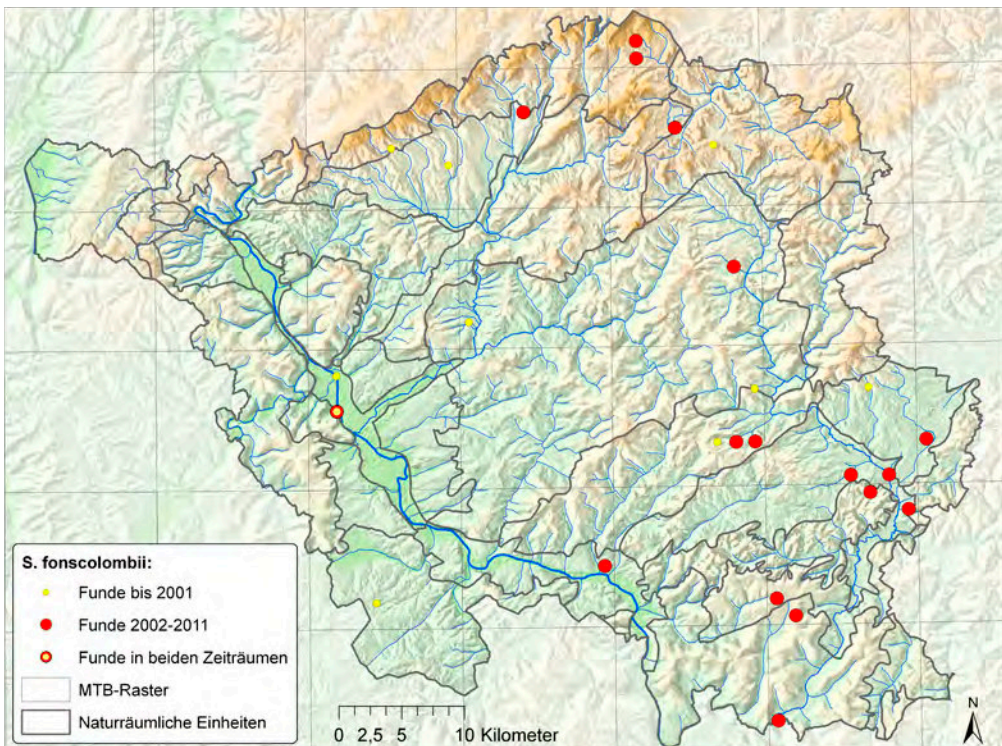 S. fonscolombii:
Funde bis 2001
Funde 2002-2011
Funde in beiden Zeiträumen
MTB-Raster
Naturräumliche Einheiten
0 2,5 5 10 Kilometer
N